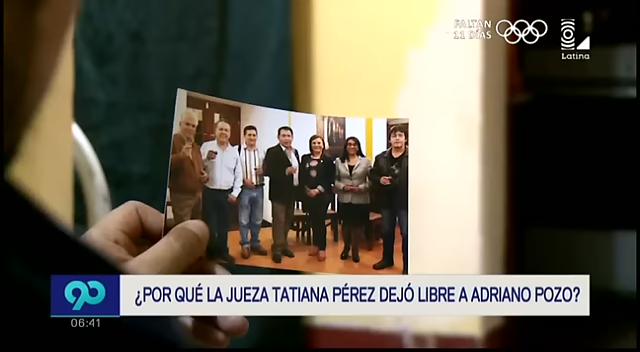 FALTAN
11 DÍAS
Latina
90
¿POR QUÉ LA JUEZA TATIANA PÉREZ DEJÓ LIBRE A ADRIANO POZO?
06:41